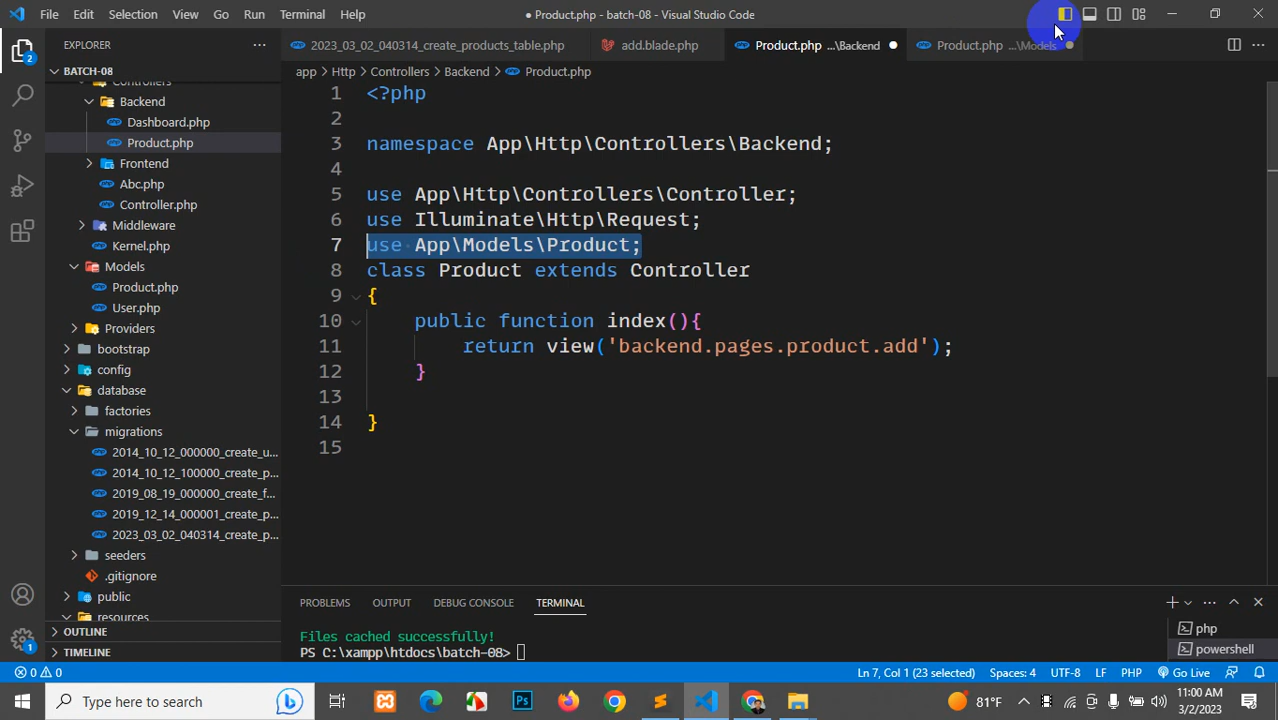 File Edit Selection View Go Run Terminal Help
● Product.php - batch-08 - Visual Studio Code
EXPLORER
2023_03_02_040314_create_products_table.php
add.blade.php
Product.php ...\Backend
Product.php ...\Models
BATCH-08
app > Http > Controllers > Backend > Product.php
Controllers
Backend
Dashboard.php
Product.php
Frontend
Abc.php
Controller.php
Middleware
Kernel.php
Models
Product.php
User.php
Providers
bootstrap
config
database
factories
migrations
2014_10_12_000000_create_u...
2014_10_12_100000_create_p...
2019_08_19_000000_create_f...
2019_12_14_000001_create_p...
2023_03_02_040314_create_p...
seeders
.gitignore
public
resources
OUTLINE
TIMELINE
1 <?php
2
3 namespace App\Http\Controllers\Backend;
4
5 use App\Http\Controllers\Controller;
6 use Illuminate\Http\Request;
7 use App\Models\Product;
8 class Product extends Controller
9 {
10 public function index(){
11 return view('backend.pages.product.add');
12 }
13
14 }
15
PROBLEMS OUTPUT DEBUG CONSOLE TERMINAL
Files cached successfully!
PS C:\xampp\htdocs\batch-08>
php
powershell
2
1
0 0
Ln 7, Col 1 (23 selected) Spaces: 4 UTF-8 LF PHP Go Live
Type here to search
Ps
81°F
11:00 AM
3/2/2023